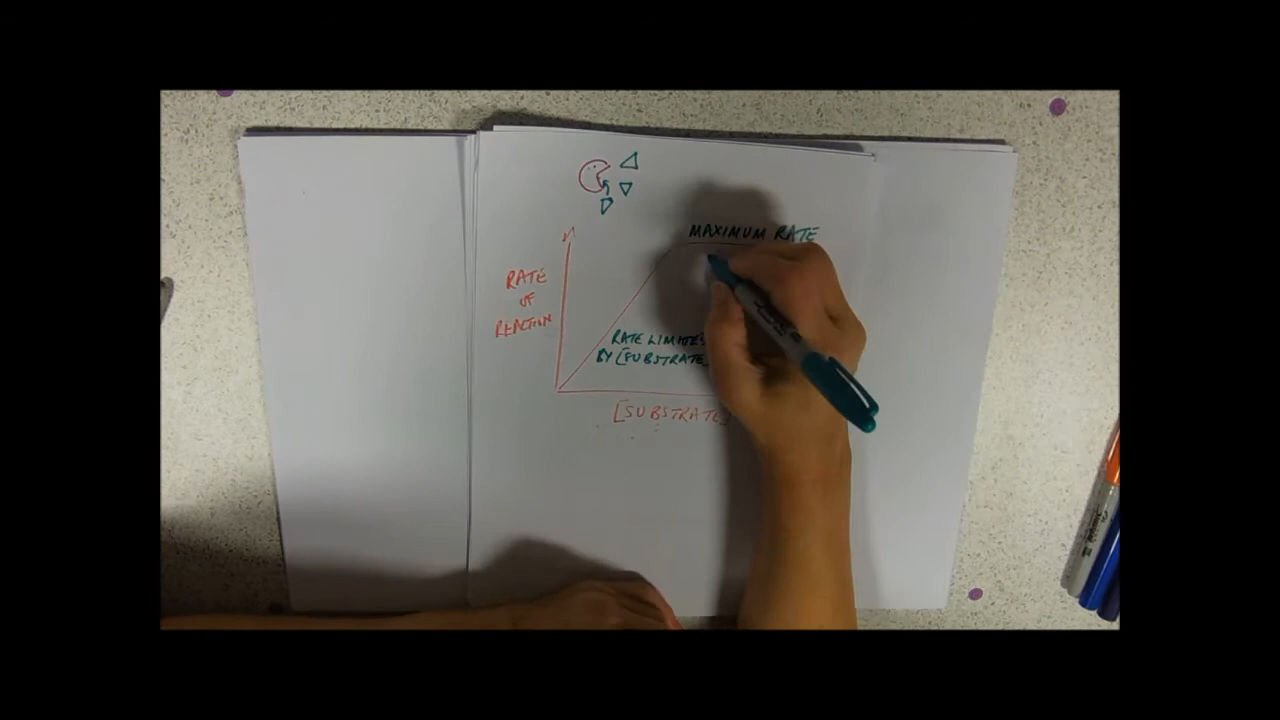 MAXIMUM RATE
RATE
OF
REACTION
RATE LIMITED
BY [SUBSTRATE]
[SUBSTRATE]